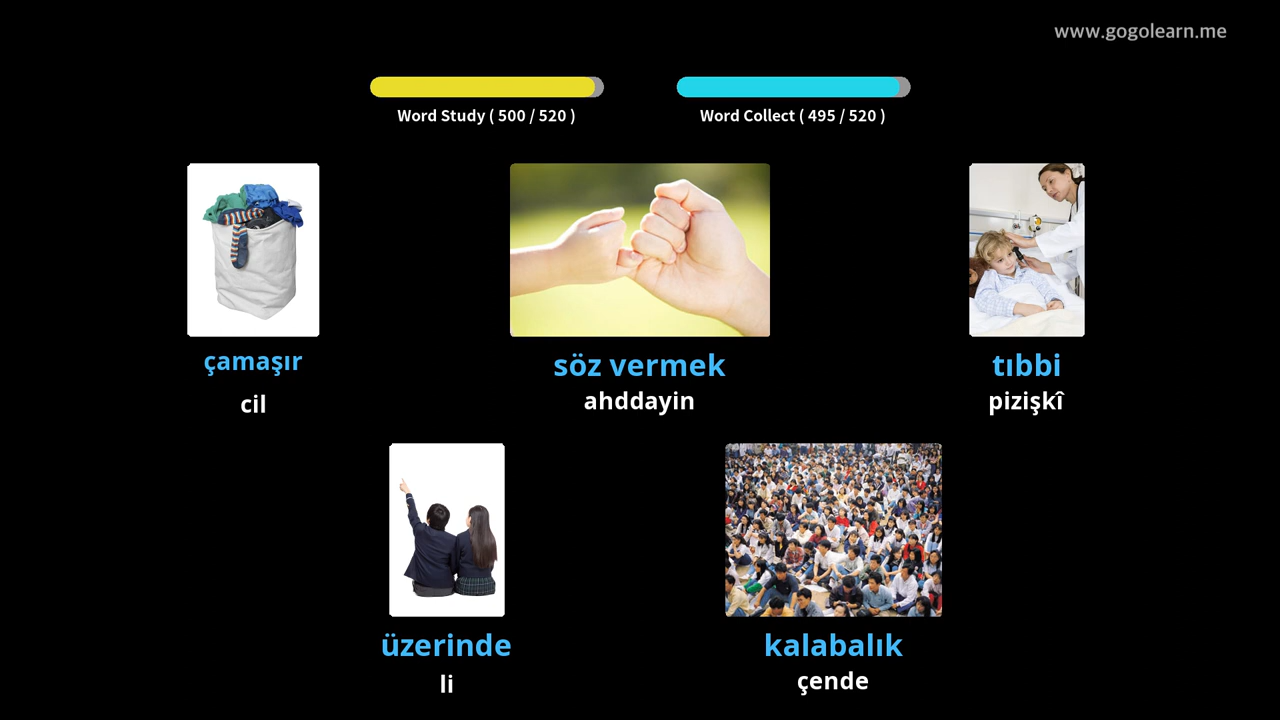 www.gogolearn.me
Word Study ( 500 / 520 )
Word Collect ( 495 / 520 )
çamaşır
cil
söz vermek
ahddayin
tıbbi
pizişkî
üzerinde
li
kalabalık
çende